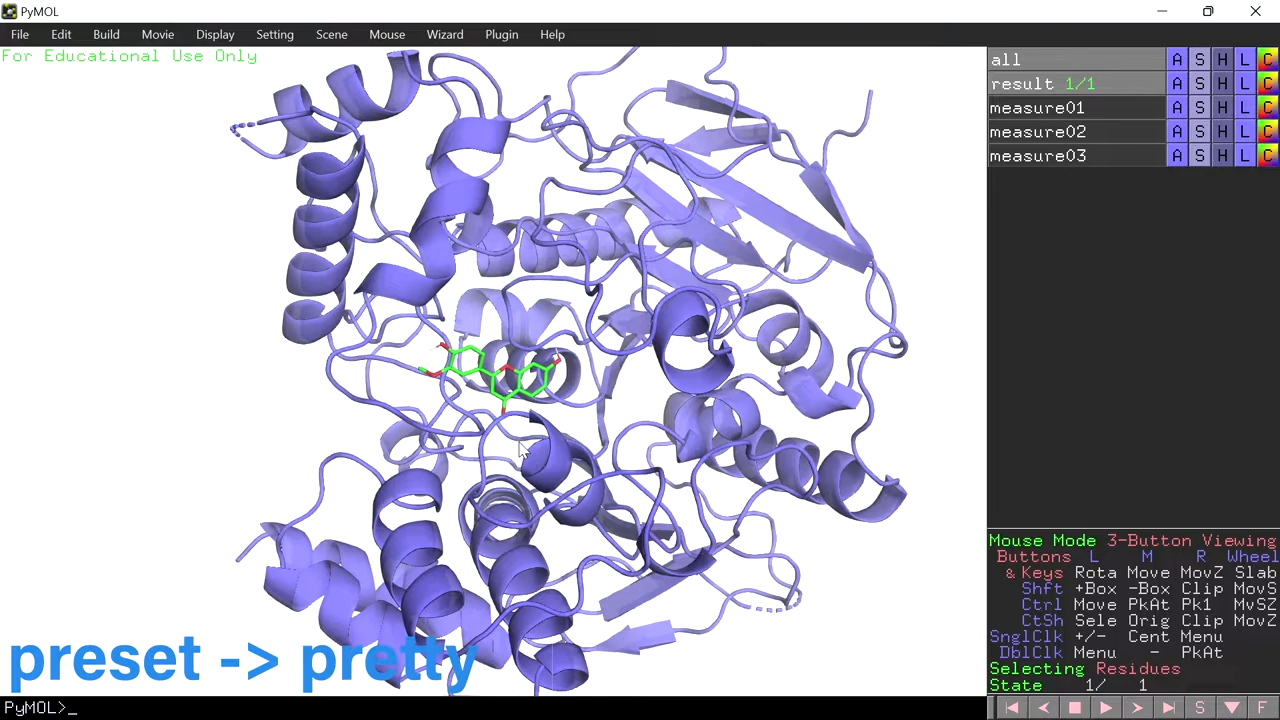 PyMOL
File Edit Build Movie Display Setting Scene Mouse Wizard Plugin Help
For Educational Use Only
all A S H L C
result 1/1 A S H L C
measure01 A S H L C
measure02 A S H L C
measure03 A S H L C
Mouse Mode 3-Button Viewing
Buttons L M R Wheel
& Keys Rota Move MovZ Slab
Shft +Box -Box Clip MovS
Ctrl Move PkAt Pk1 MvSZ
CtSh Sele Orig Clip MovZ
SnglClk +/- Cent Menu
DblClk Menu - PkAt
Selecting Residues
State 1/ 1
preset -> pretty
PyMOL>_
S F